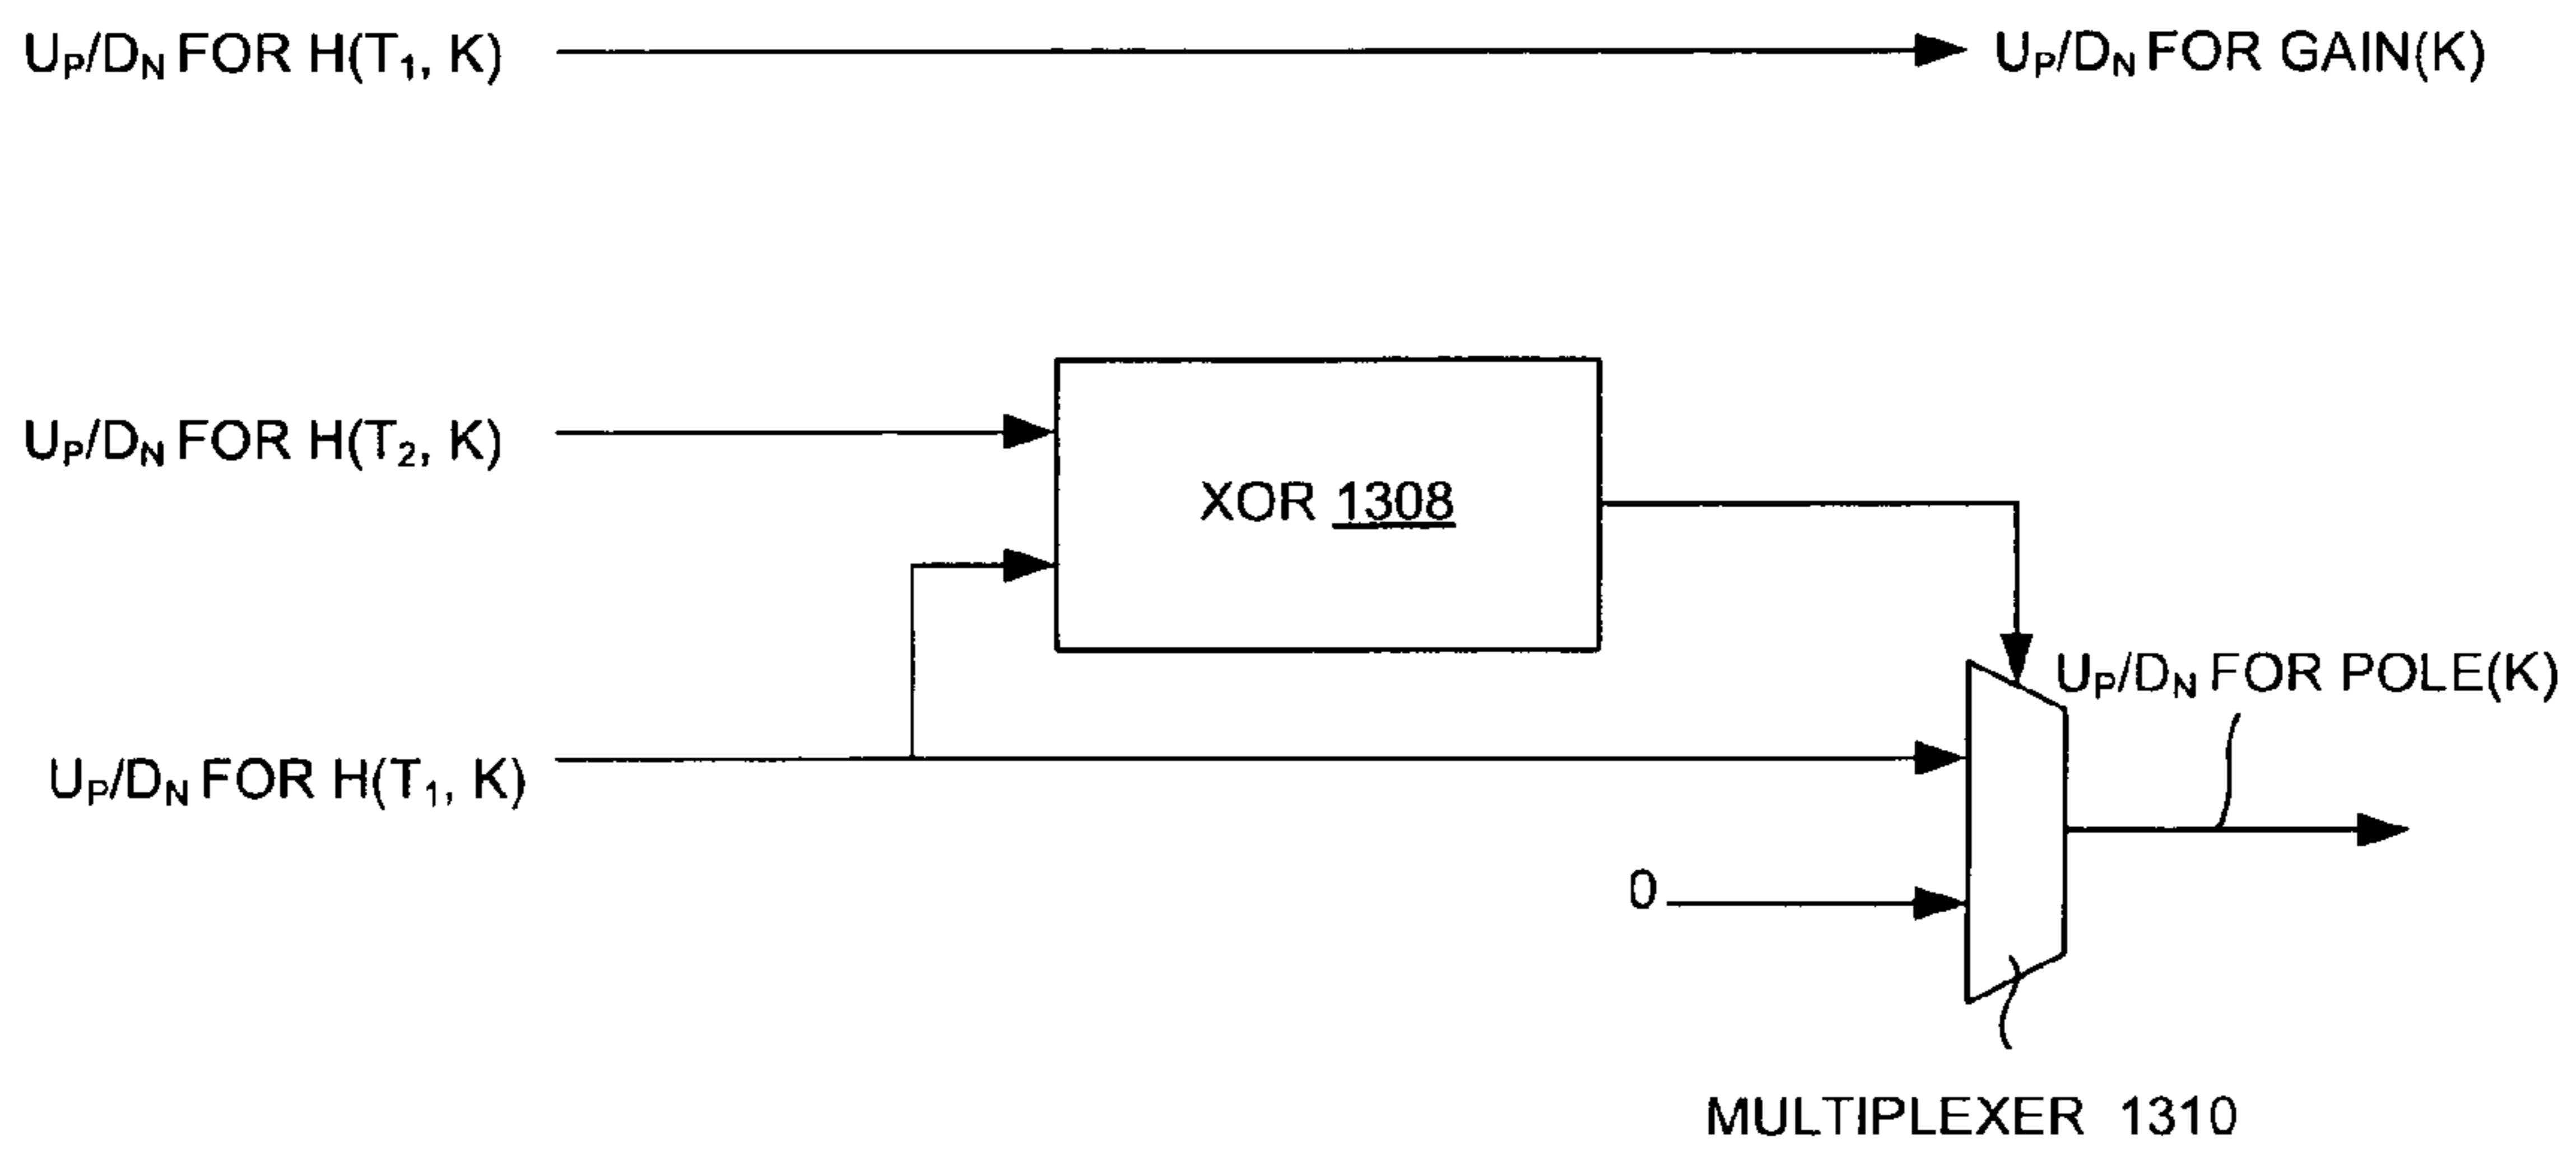 UP/DN FOR H(T1, K)
UP/DN FOR GAIN(K)
UP/DN FOR H(T2, K)
XOR 1308
UP/DN FOR POLE(K)
UP/DN FOR H(T1, K)
0
MULTIPLEXER 1310